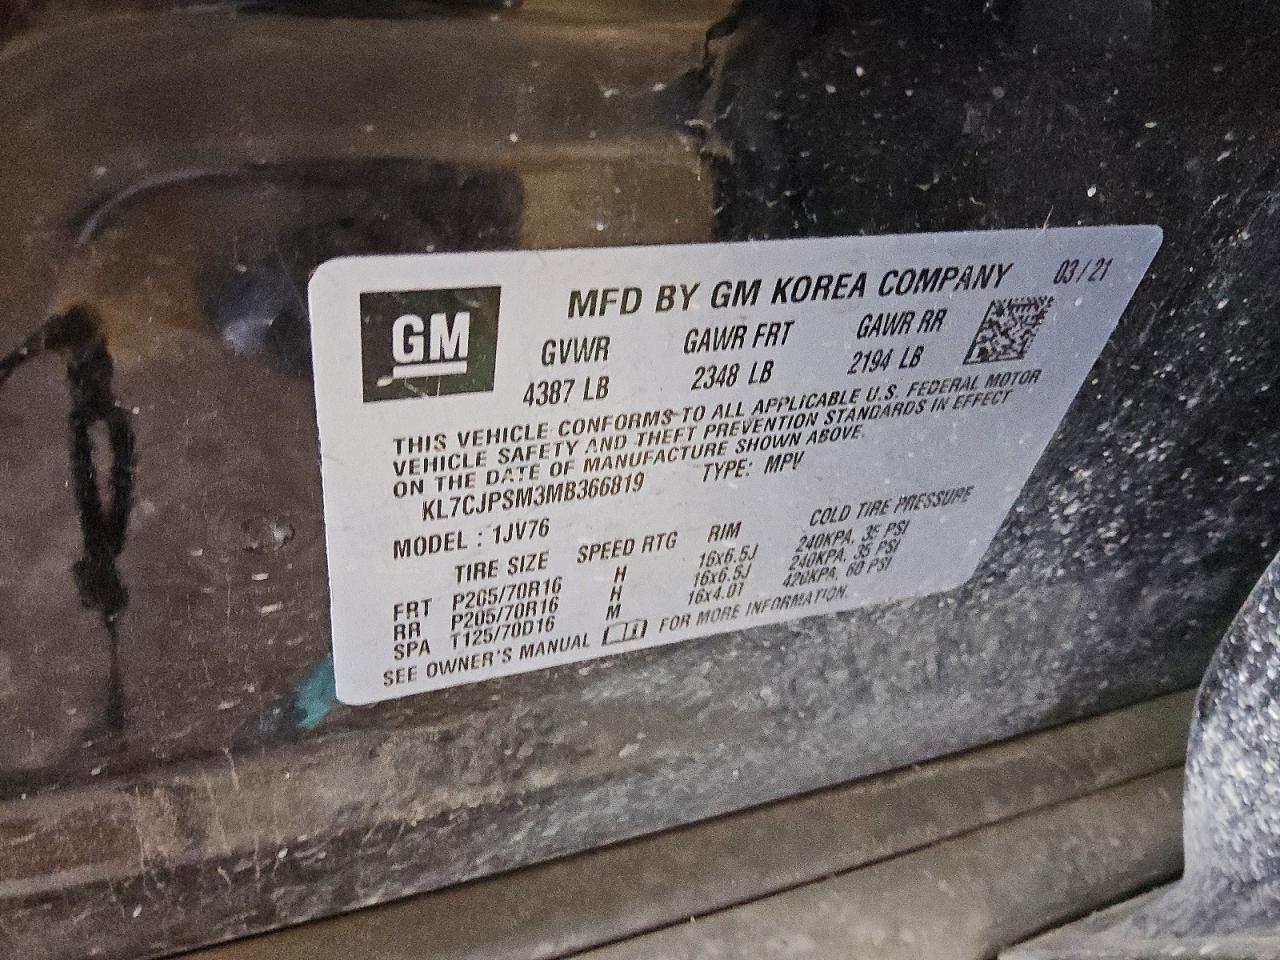 GM
MFD BY GM KOREA COMPANY 03/21
GVWR GAWR FRT GAWR RR
4387 LB 2348 LB 2194 LB
THIS VEHICLE CONFORMS TO ALL APPLICABLE U.S. FEDERAL MOTOR
VEHICLE SAFETY AND THEFT PREVENTION STANDARDS IN EFFECT
ON THE DATE OF MANUFACTURE SHOWN ABOVE.
KL7CJPSM3MB366819 TYPE: MPV
MODEL : 1JV76
TIRE SIZE SPEED RTG RIM COLD TIRE PRESSURE
FRT P205/70R16 H 16x6.5J 240KPA, 35 PSI
RR P205/70R16 H 16x6.5J 240KPA, 35 PSI
SPA T125/70D16 M 16x4.0T 420KPA, 60 PSI
SEE OWNER'S MANUAL FOR MORE INFORMATION.